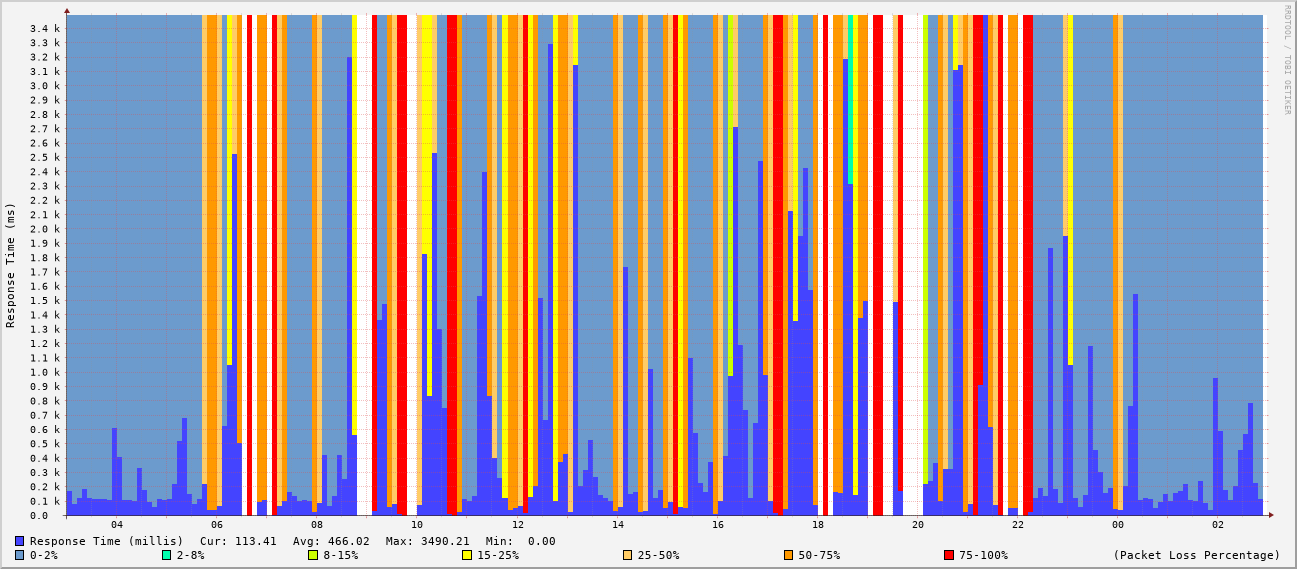 RRDTOOL / TOBI OETIKER
Response Time (ms)
3.4 k
3.3 k
3.2 k
3.1 k
3.0 k
2.9 k
2.8 k
2.7 k
2.6 k
2.5 k
2.4 k
2.3 k
2.2 k
2.1 k
2.0 k
1.9 k
1.8 k
1.7 k
1.6 k
1.5 k
1.4 k
1.3 k
1.2 k
1.1 k
1.0 k
0.9 k
0.8 k
0.7 k
0.6 k
0.5 k
0.4 k
0.3 k
0.2 k
0.1 k
0.0
04 06 08 10 12 14 16 18 20 22 00 02
Response Time (millis) Cur: 113.41 Avg: 466.02 Max: 3490.21 Min: 0.00
0-2% 2-8% 8-15% 15-25% 25-50% 50-75% 75-100% (Packet Loss Percentage)